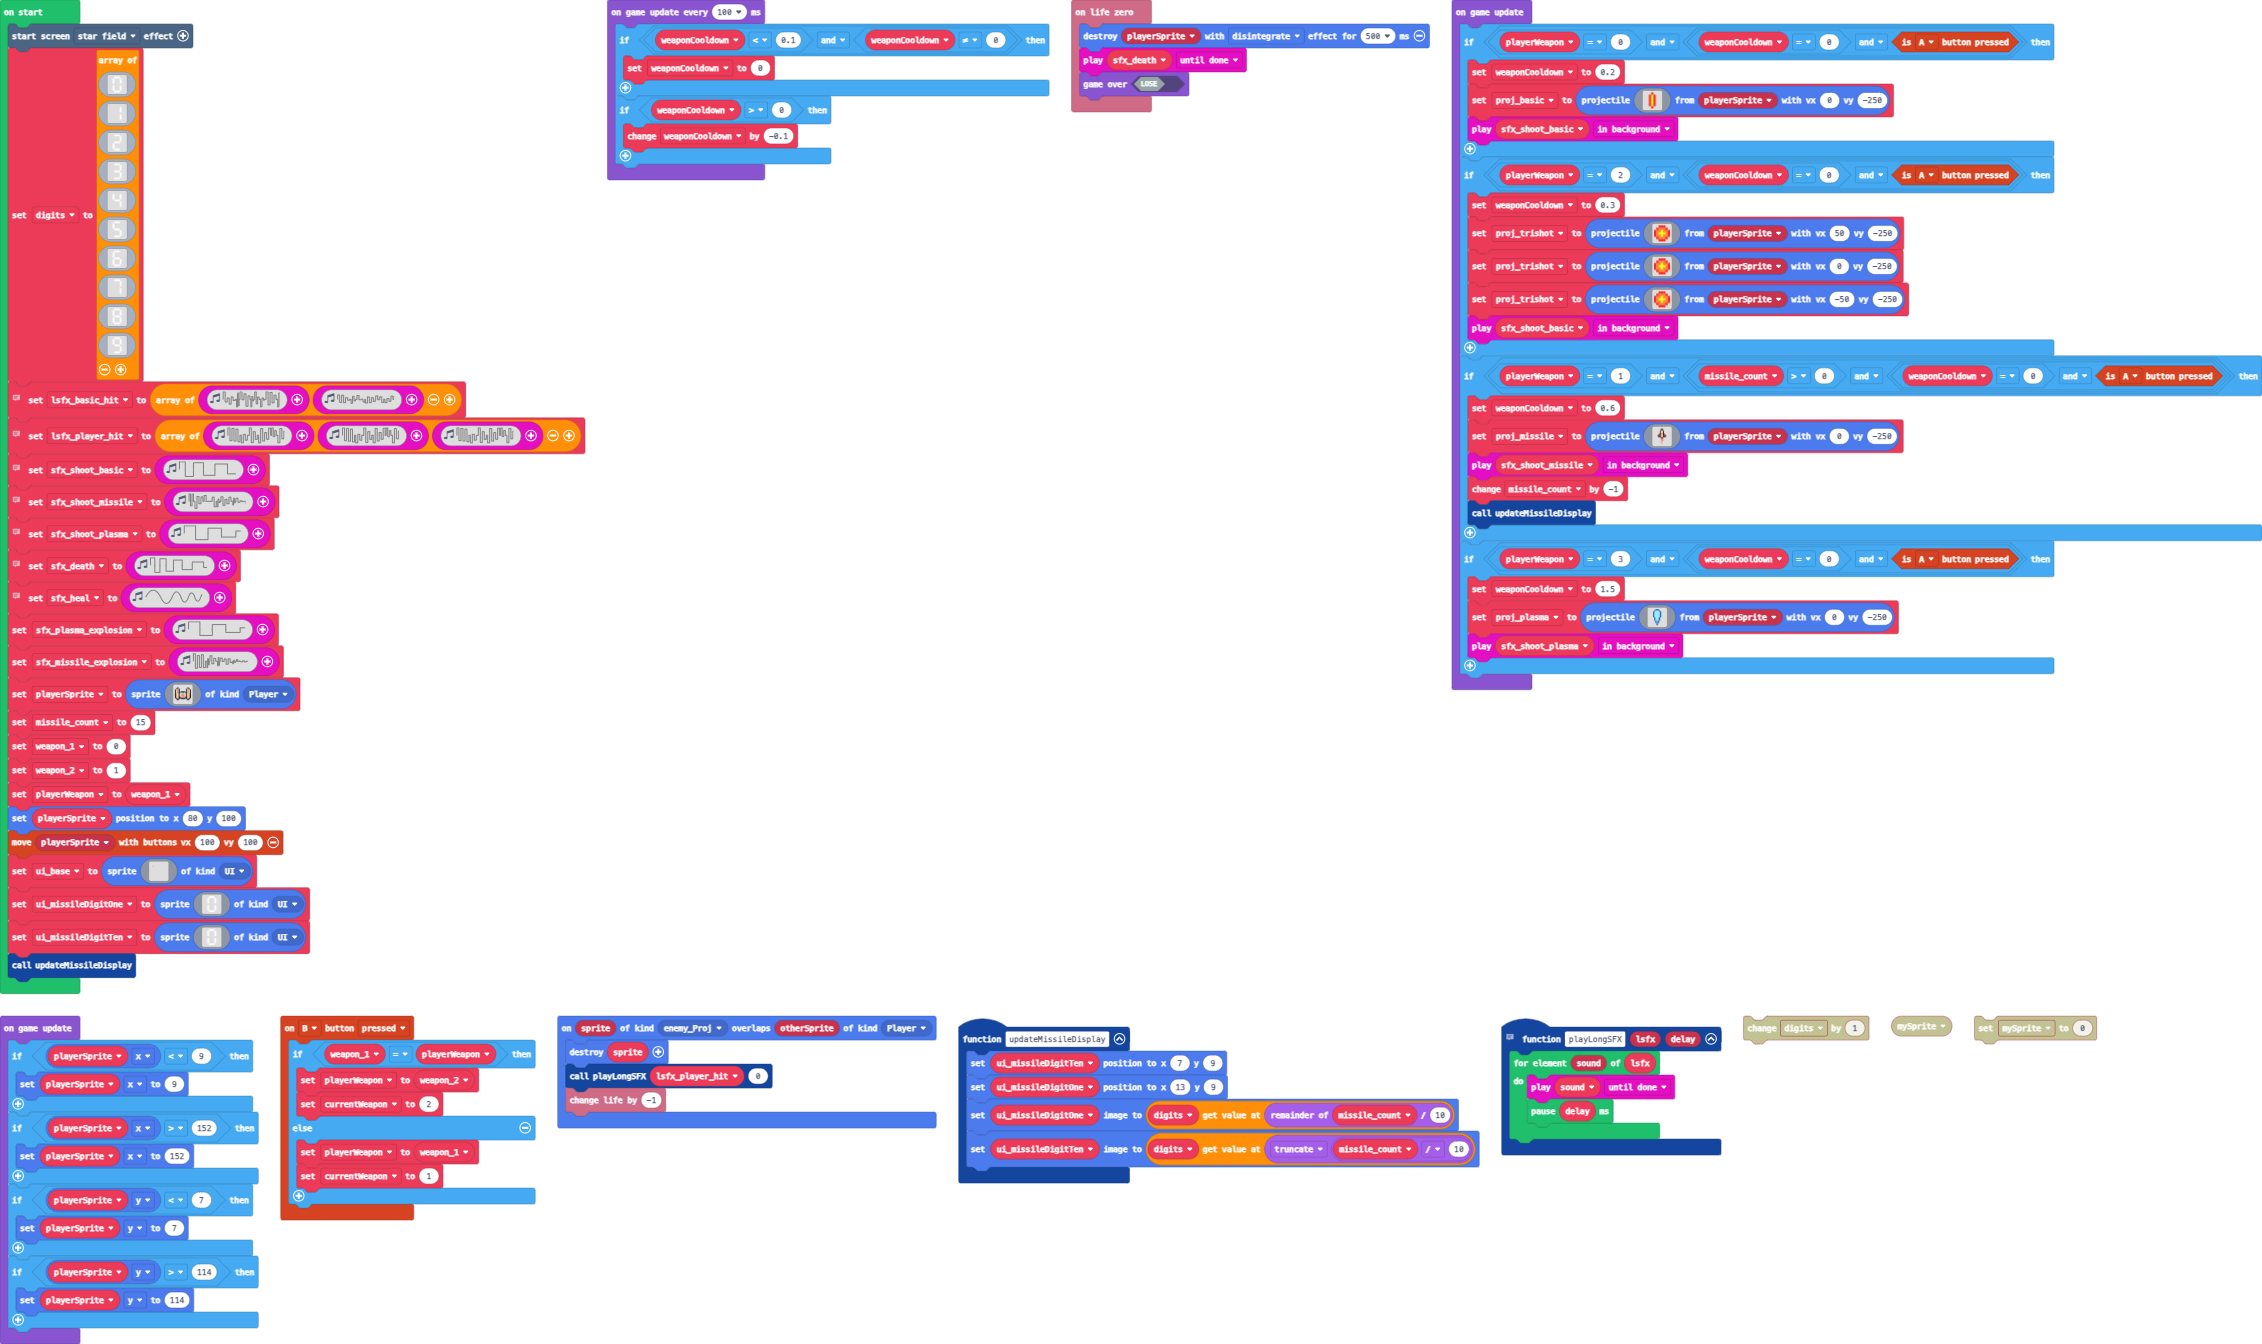 on start
start screen star field effect
array of
0
1
2
3
4
set digits to
5
6
7
8
9
set lsfx_basic_hit to array of
set lsfx_player_hit to array of
set sfx_shoot_basic to
set sfx_shoot_missile to
set sfx_shoot_plasma to
set sfx_death to
set sfx_heal to
set sfx_plasma_explosion to
set sfx_missile_explosion to
set playerSprite to sprite of kind Player
set missile_count to 15
set weapon_1 to 0
set weapon_2 to 1
set playerWeapon to weapon_1
set playerSprite position to x 80 y 100
move playerSprite with buttons vx 100 vy 100
set ui_base to sprite of kind UI
set ui_missileDigitOne to sprite 0 of kind UI
set ui_missileDigitTen to sprite 0 of kind UI
call updateMissileDisplay
on game update every 100 ms
if weaponCooldown < 0.1 and weaponCooldown ≠ 0 then
set weaponCooldown to 0
if weaponCooldown > 0 then
change weaponCooldown by -0.1
on life zero
destroy playerSprite with disintegrate effect for 500 ms
play sfx_death until done
game over LOSE
on game update
if playerWeapon = 0 and weaponCooldown = 0 and is A button pressed then
set weaponCooldown to 0.2
set proj_basic to projectile from playerSprite with vx 0 vy -250
play sfx_shoot_basic in background
if playerWeapon = 2 and weaponCooldown = 0 and is A button pressed then
set weaponCooldown to 0.3
set proj_trishot to projectile from playerSprite with vx 50 vy -250
set proj_trishot to projectile from playerSprite with vx 0 vy -250
set proj_trishot to projectile from playerSprite with vx -50 vy -250
play sfx_shoot_basic in background
if playerWeapon = 1 and missile_count > 0 and weaponCooldown = 0 and is A button pressed then
set weaponCooldown to 0.6
set proj_missile to projectile from playerSprite with vx 0 vy -250
play sfx_shoot_missile in background
change missile_count by -1
call updateMissileDisplay
if playerWeapon = 3 and weaponCooldown = 0 and is A button pressed then
set weaponCooldown to 1.5
set proj_plasma to projectile from playerSprite with vx 0 vy -250
play sfx_shoot_plasma in background
on game update
if playerSprite x < 9 then
set playerSprite x to 9
if playerSprite x > 152 then
set playerSprite x to 152
if playerSprite y < 7 then
set playerSprite y to 7
if playerSprite y > 114 then
set playerSprite y to 114
on B button pressed
if weapon_1 = playerWeapon then
set playerWeapon to weapon_2
set currentWeapon to 2
else
set playerWeapon to weapon_1
set currentWeapon to 1
on sprite of kind enemy_Proj overlaps otherSprite of kind Player
destroy sprite
call playLongSFX lsfx_player_hit 0
change life by -1
function updateMissileDisplay
set ui_missileDigitTen position to x 7 y 9
set ui_missileDigitOne position to x 13 y 9
set ui_missileDigitOne image to digits get value at remainder of missile_count / 10
set ui_missileDigitTen image to digits get value at truncate missile_count / 10
function playLongSFX lsfx delay
for element sound of lsfx
do play sound until done
pause delay ms
change digits by 1
mySprite
set mySprite to 0